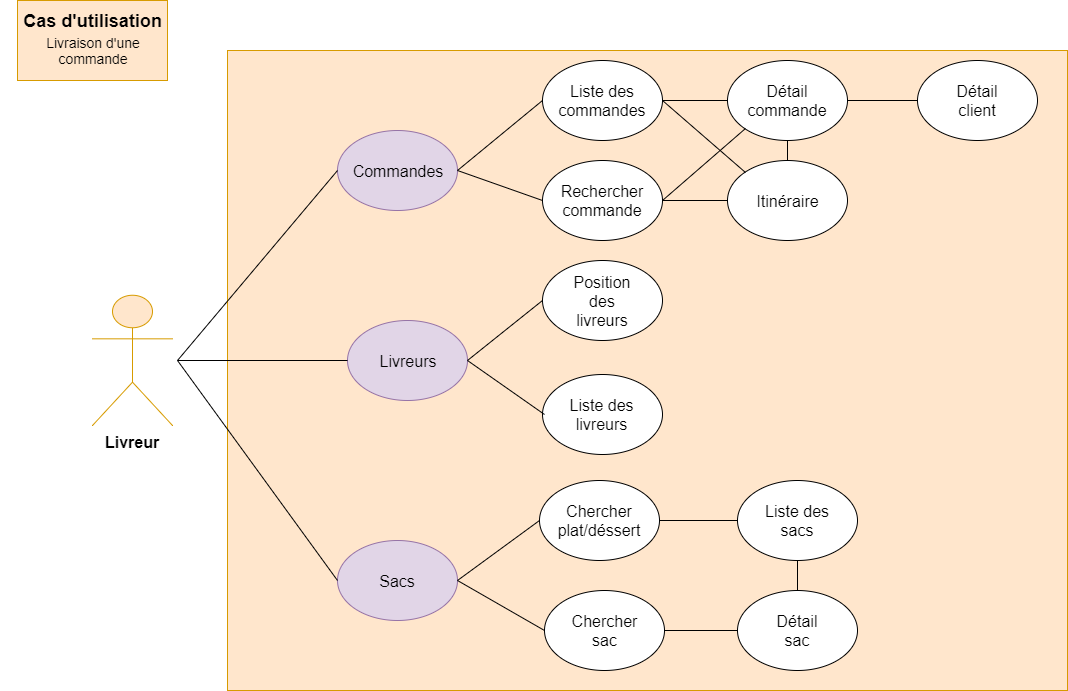 Cas d'utilisation
Livraison d'une
commande
Liste des
commandes
Détail
commande
Détail
client
Commandes
Rechercher
commande
Itinéraire
Position
des
livreurs
Livreurs
Liste des
livreurs
Livreur
Chercher
plat/déssert
Liste des
sacs
Sacs
Chercher
sac
Détail
sac